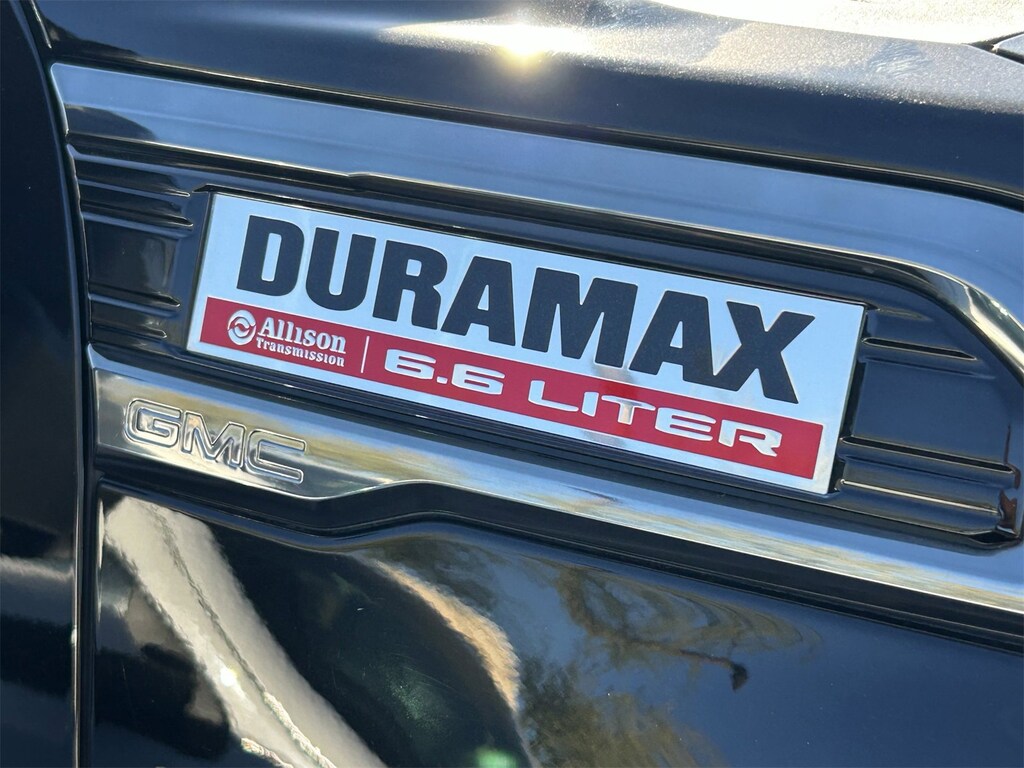 DURAMAX
Allison
Transmission
6.6 LITER
GMC